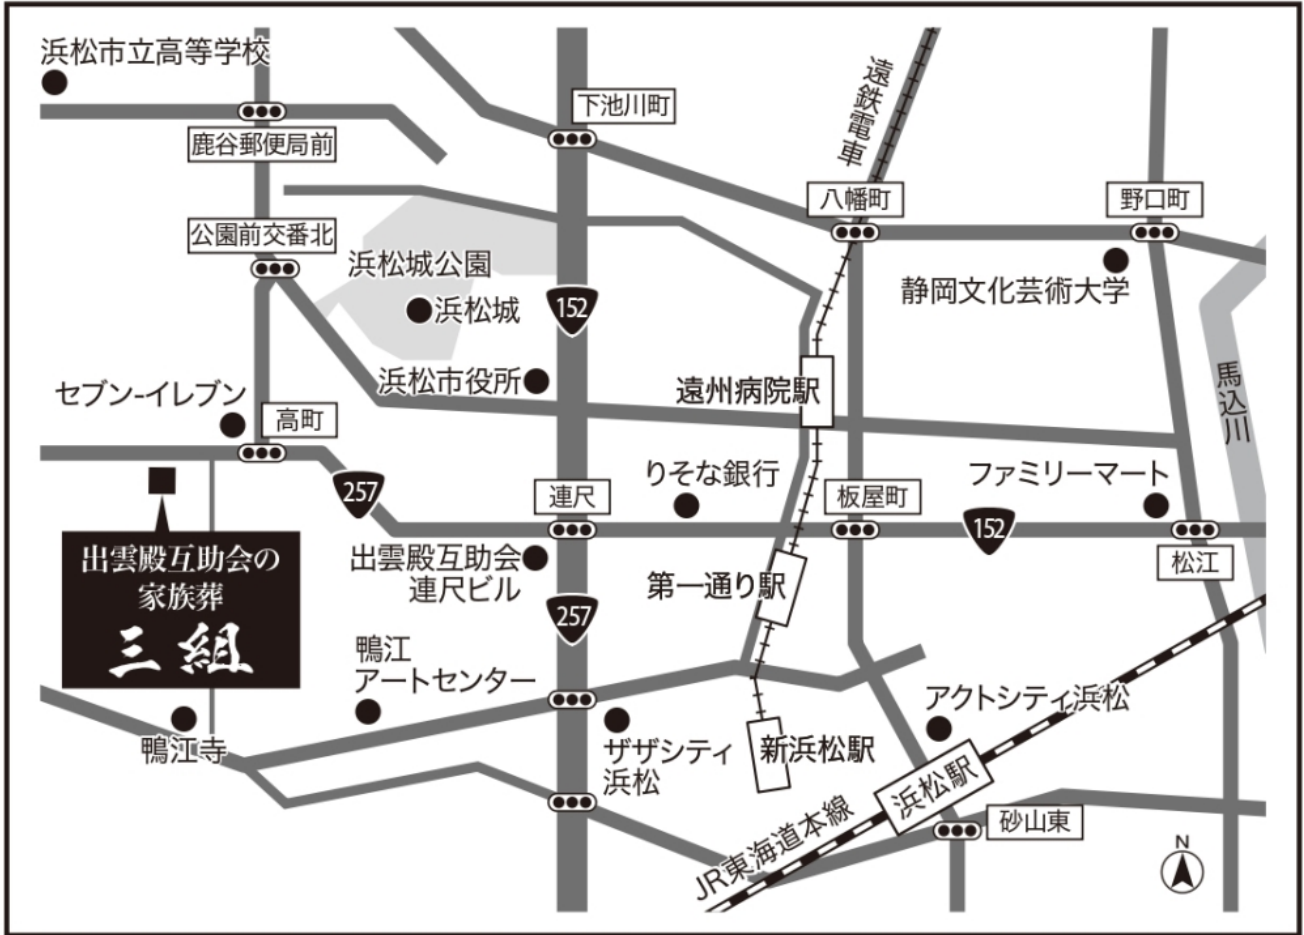 浜松市立高等学校
鹿谷郵便局前
下池川町
遠鉄電車
八幡町
野口町
公園前交番北
浜松城公園
浜松城
152
静岡文化芸術大学
馬込川
セブン-イレブン
高町
浜松市役所
遠州病院駅
257
連尺
りそな銀行
板屋町
ファミリーマート
152
松江
出雲殿互助会の
家族葬
三組
出雲殿互助会
連尺ビル
257
第一通り駅
鴨江
アートセンター
鴨江寺
ザザシティ
浜松
新浜松駅
アクトシティ浜松
浜松駅
砂山東
JR東海道本線
N